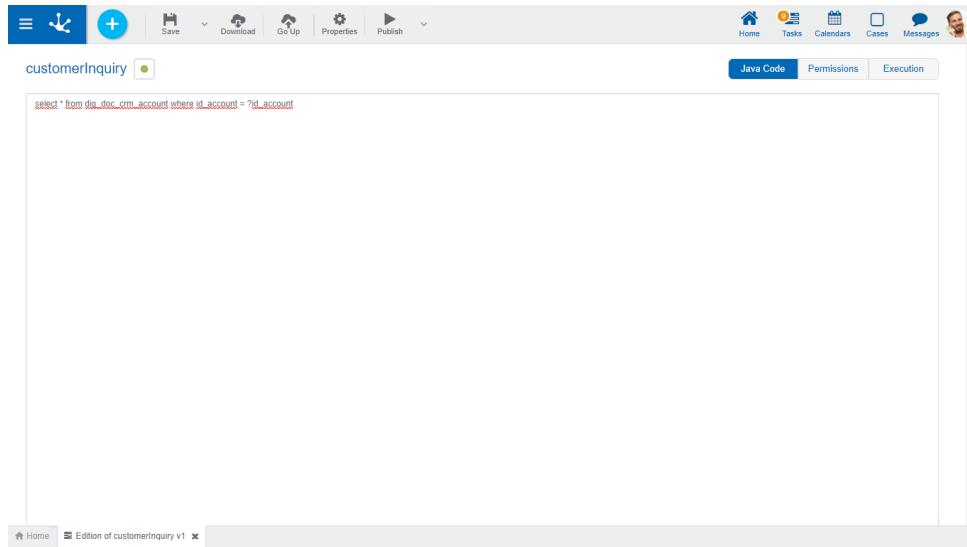 Save
Download
Go Up
Properties
Publish
Home
9
Tasks
Calendars
Cases
Messages
customerInquiry
Java Code
Permissions
Execution
select * from dig_doc_crm_account where id_account = ?id_account
Home
Edition of customerInquiry v1